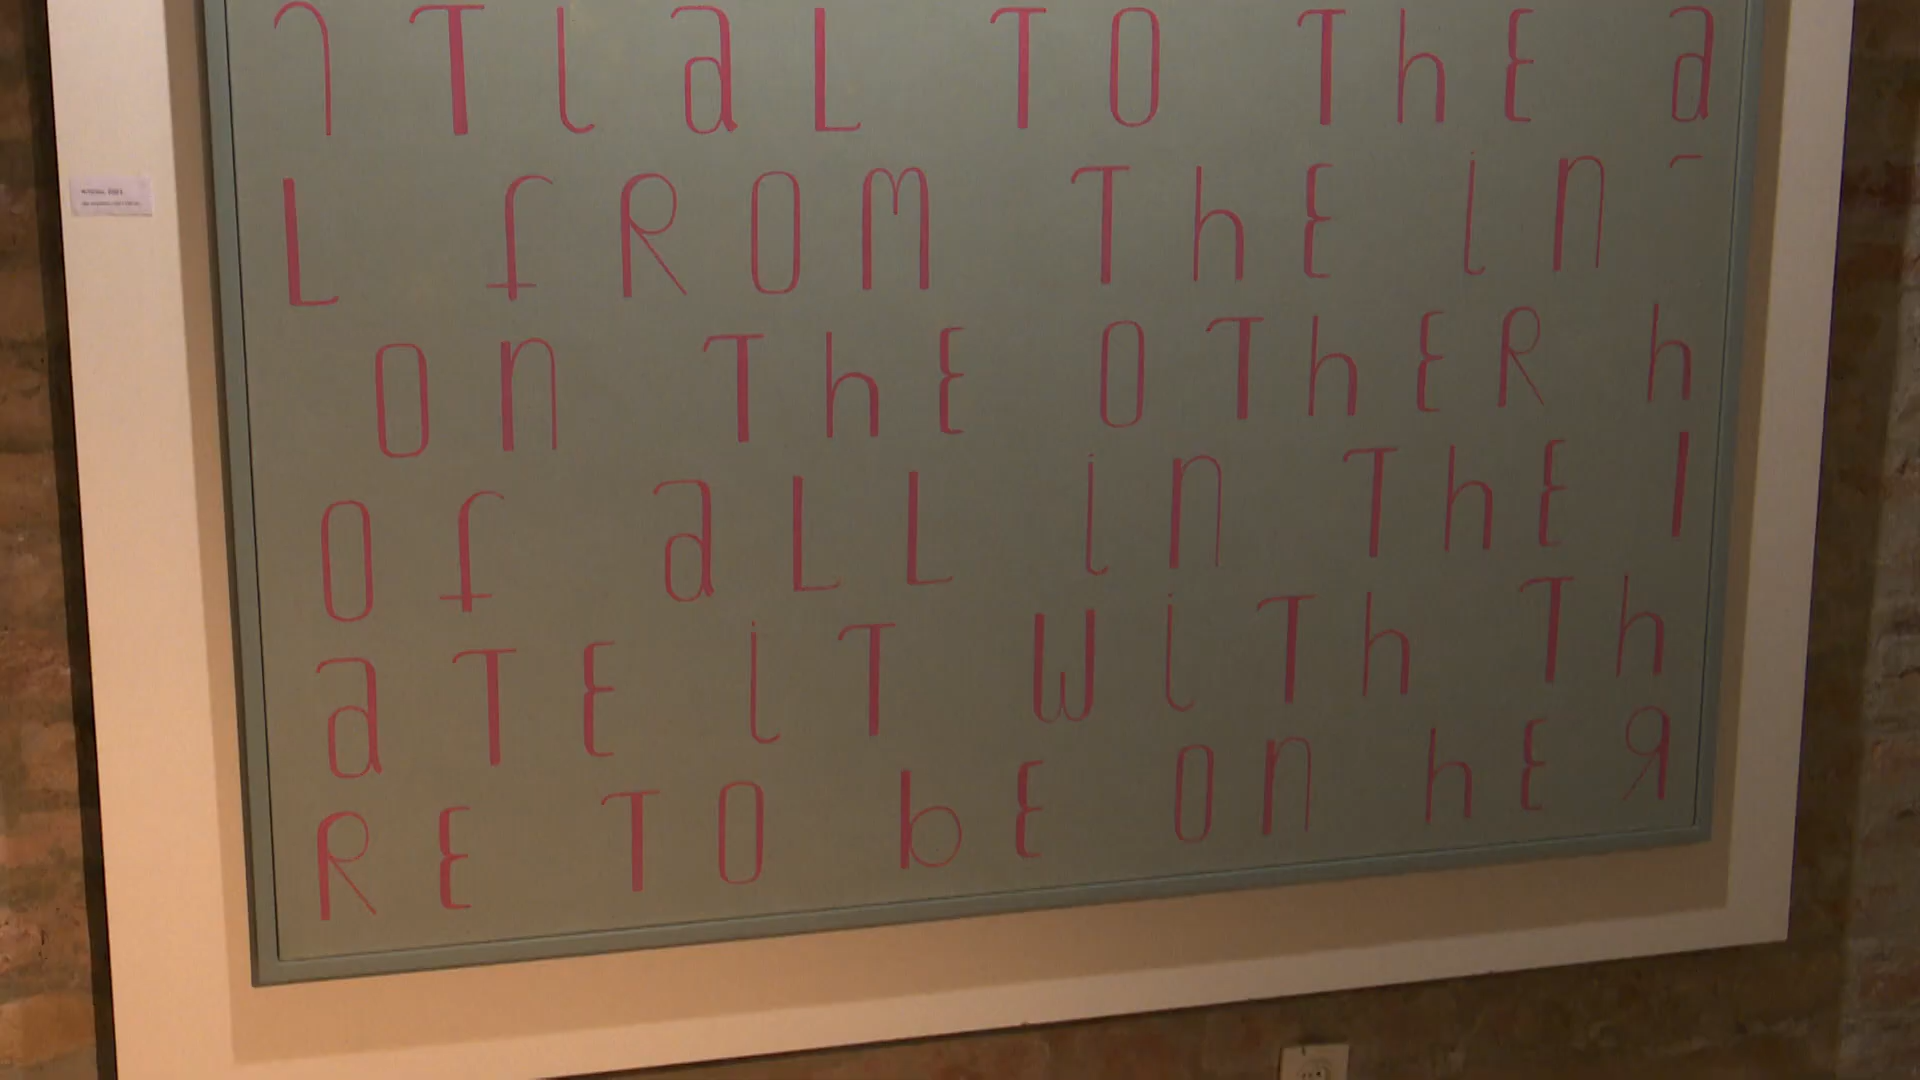 TiaL TO ThE a
L fROM ThE in
On ThE OThER h
Of aLL in ThE
aTE iT WiTh Th
RE TO bE On hER